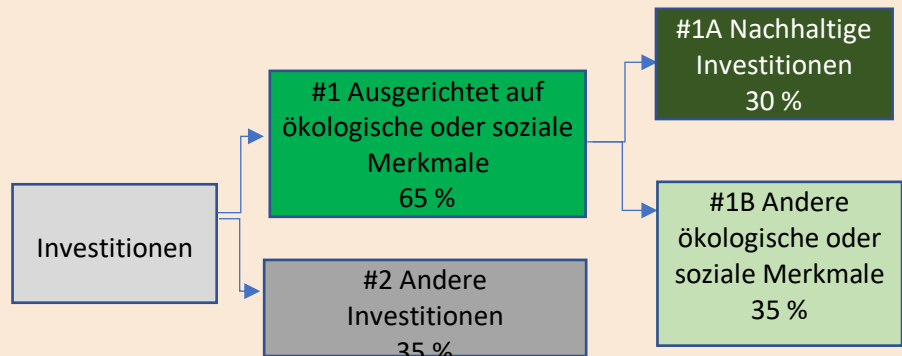 Investitionen
#1 Ausgerichtet auf
ökologische oder soziale
Merkmale
65 %
#2 Andere
Investitionen
35 %
#1A Nachhaltige
Investitionen
30 %
#1B Andere
ökologische oder
soziale Merkmale
35 %